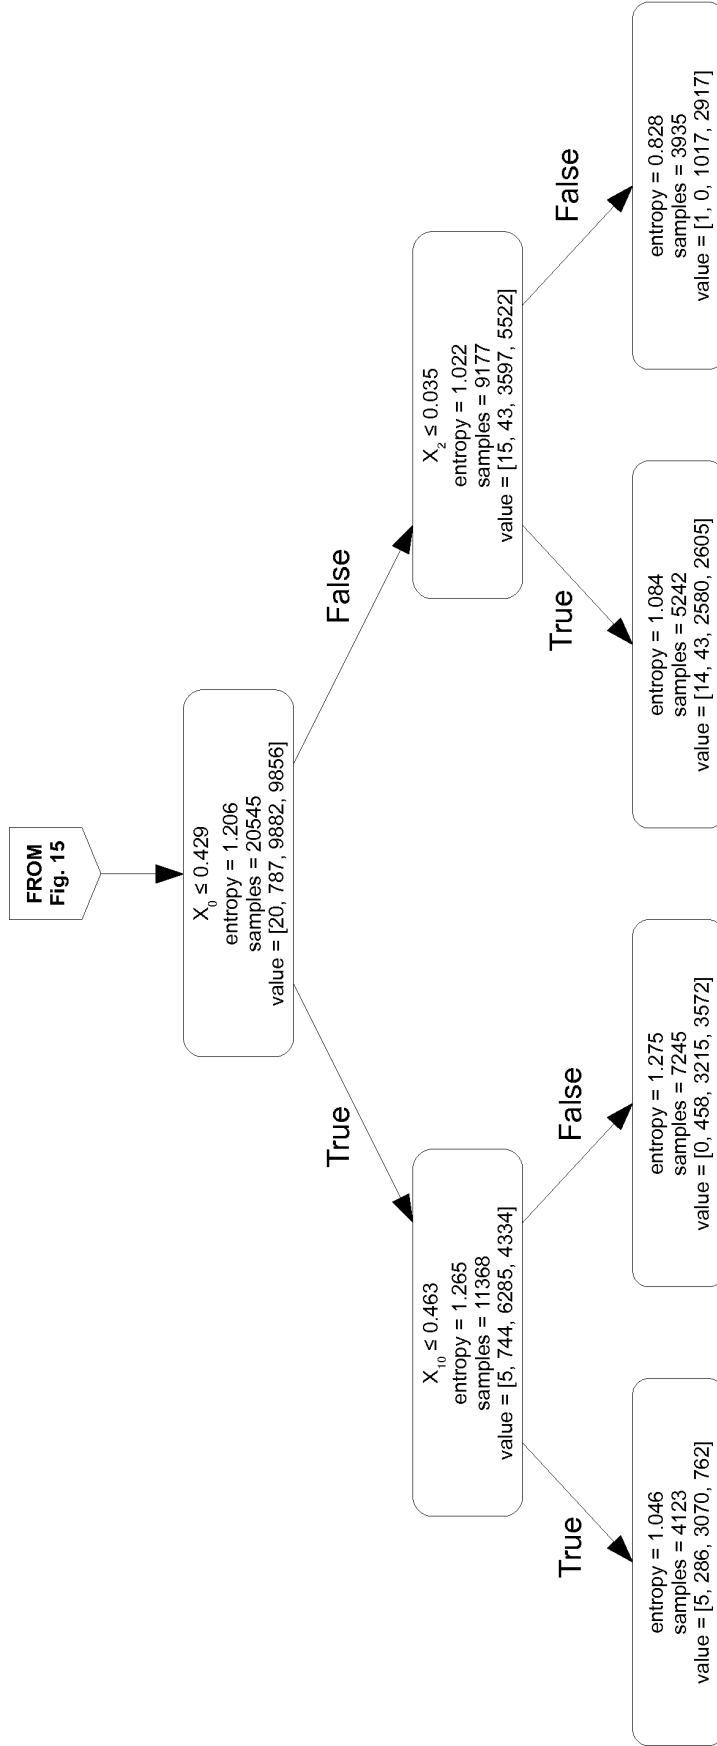 FROM
Fig. 15
X₀ ≤ 0.429
entropy = 1.206
samples = 20545
value = [20, 787, 9882, 9856]
True
False
X₁₀ ≤ 0.463
entropy = 1.265
samples = 11368
value = [5, 744, 6285, 4334]
X₂ ≤ 0.035
entropy = 1.022
samples = 9177
value = [15, 43, 3597, 5522]
True
False
True
False
entropy = 1.046
samples = 4123
value = [5, 286, 3070, 762]
entropy = 1.275
samples = 7245
value = [0, 458, 3215, 3572]
entropy = 1.084
samples = 5242
value = [14, 43, 2580, 2605]
entropy = 0.828
samples = 3935
value = [1, 0, 1017, 2917]